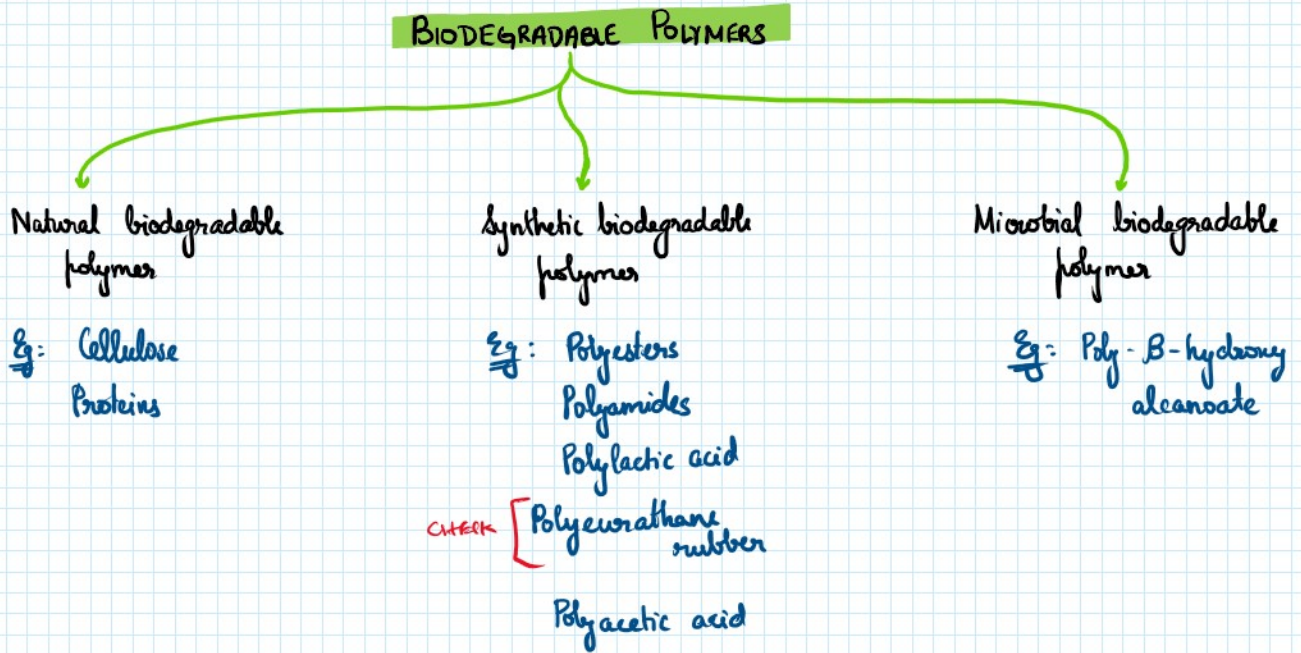 BIODEGRADABLE POLYMERS
Natural biodegradable
polymer
Eg: Cellulose
Proteins
Synthetic biodegradable
polymer
Eg: Polyesters
Polyamides
Polylactic acid
CHECK
Polyeurathane
rubber
Polyacetic acid
Microbial biodegradable
polymer
Eg: Poly-β-hydroxy
alcanoate